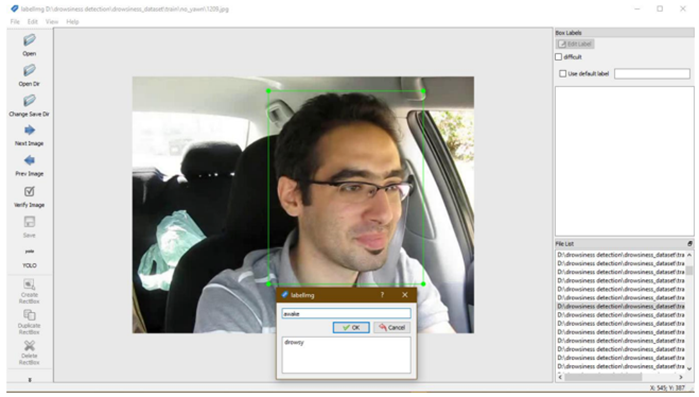 labelImg D:\drowsiness detection\drowsiness_dataset\train\no_yawn\1209.jpg
File Edit View Help
Open
Open Dir
Change Save Dir
Next Image
Prev Image
Verify Image
Save
YOLO
Create
RectBox
Duplicate
RectBox
Delete
RectBox
Box Labels
Edit Label
difficult
Use default label
File List
D:\drowsiness detection\drowsiness_dataset\tra
D:\drowsiness detection\drowsiness_dataset\tra
D:\drowsiness detection\drowsiness_dataset\tra
D:\drowsiness detection\drowsiness_dataset\tra
D:\drowsiness detection\drowsiness_dataset\tra
D:\drowsiness detection\drowsiness_dataset\tra
D:\drowsiness detection\drowsiness_dataset\tra
D:\drowsiness detection\drowsiness_dataset\tra
D:\drowsiness detection\drowsiness_dataset\tra
D:\drowsiness detection\drowsiness_dataset\tra
D:\drowsiness detection\drowsiness_dataset\tra
D:\drowsiness detection\drowsiness_dataset\tra
D:\drowsiness detection\drowsiness_dataset\tra
D:\drowsiness detection\drowsiness_dataset\tra
labelImg ?
awake
OK Cancel
drowsy
X: 545; Y: 387